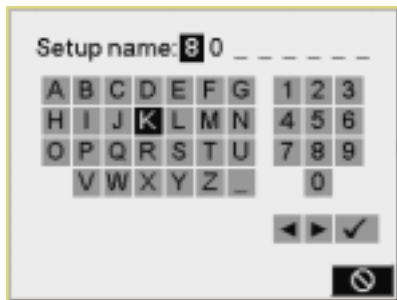 Setup name: 8 0 _ _ _ _ _ _
A B C D E F G 1 2 3
H I J K L M N 4 5 6
O P Q R S T U 7 8 9
V W X Y Z _ 0